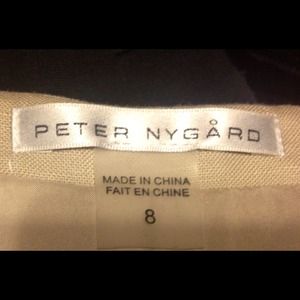 PETER NYGÅRD
MADE IN CHINA
FAIT EN CHINE
8